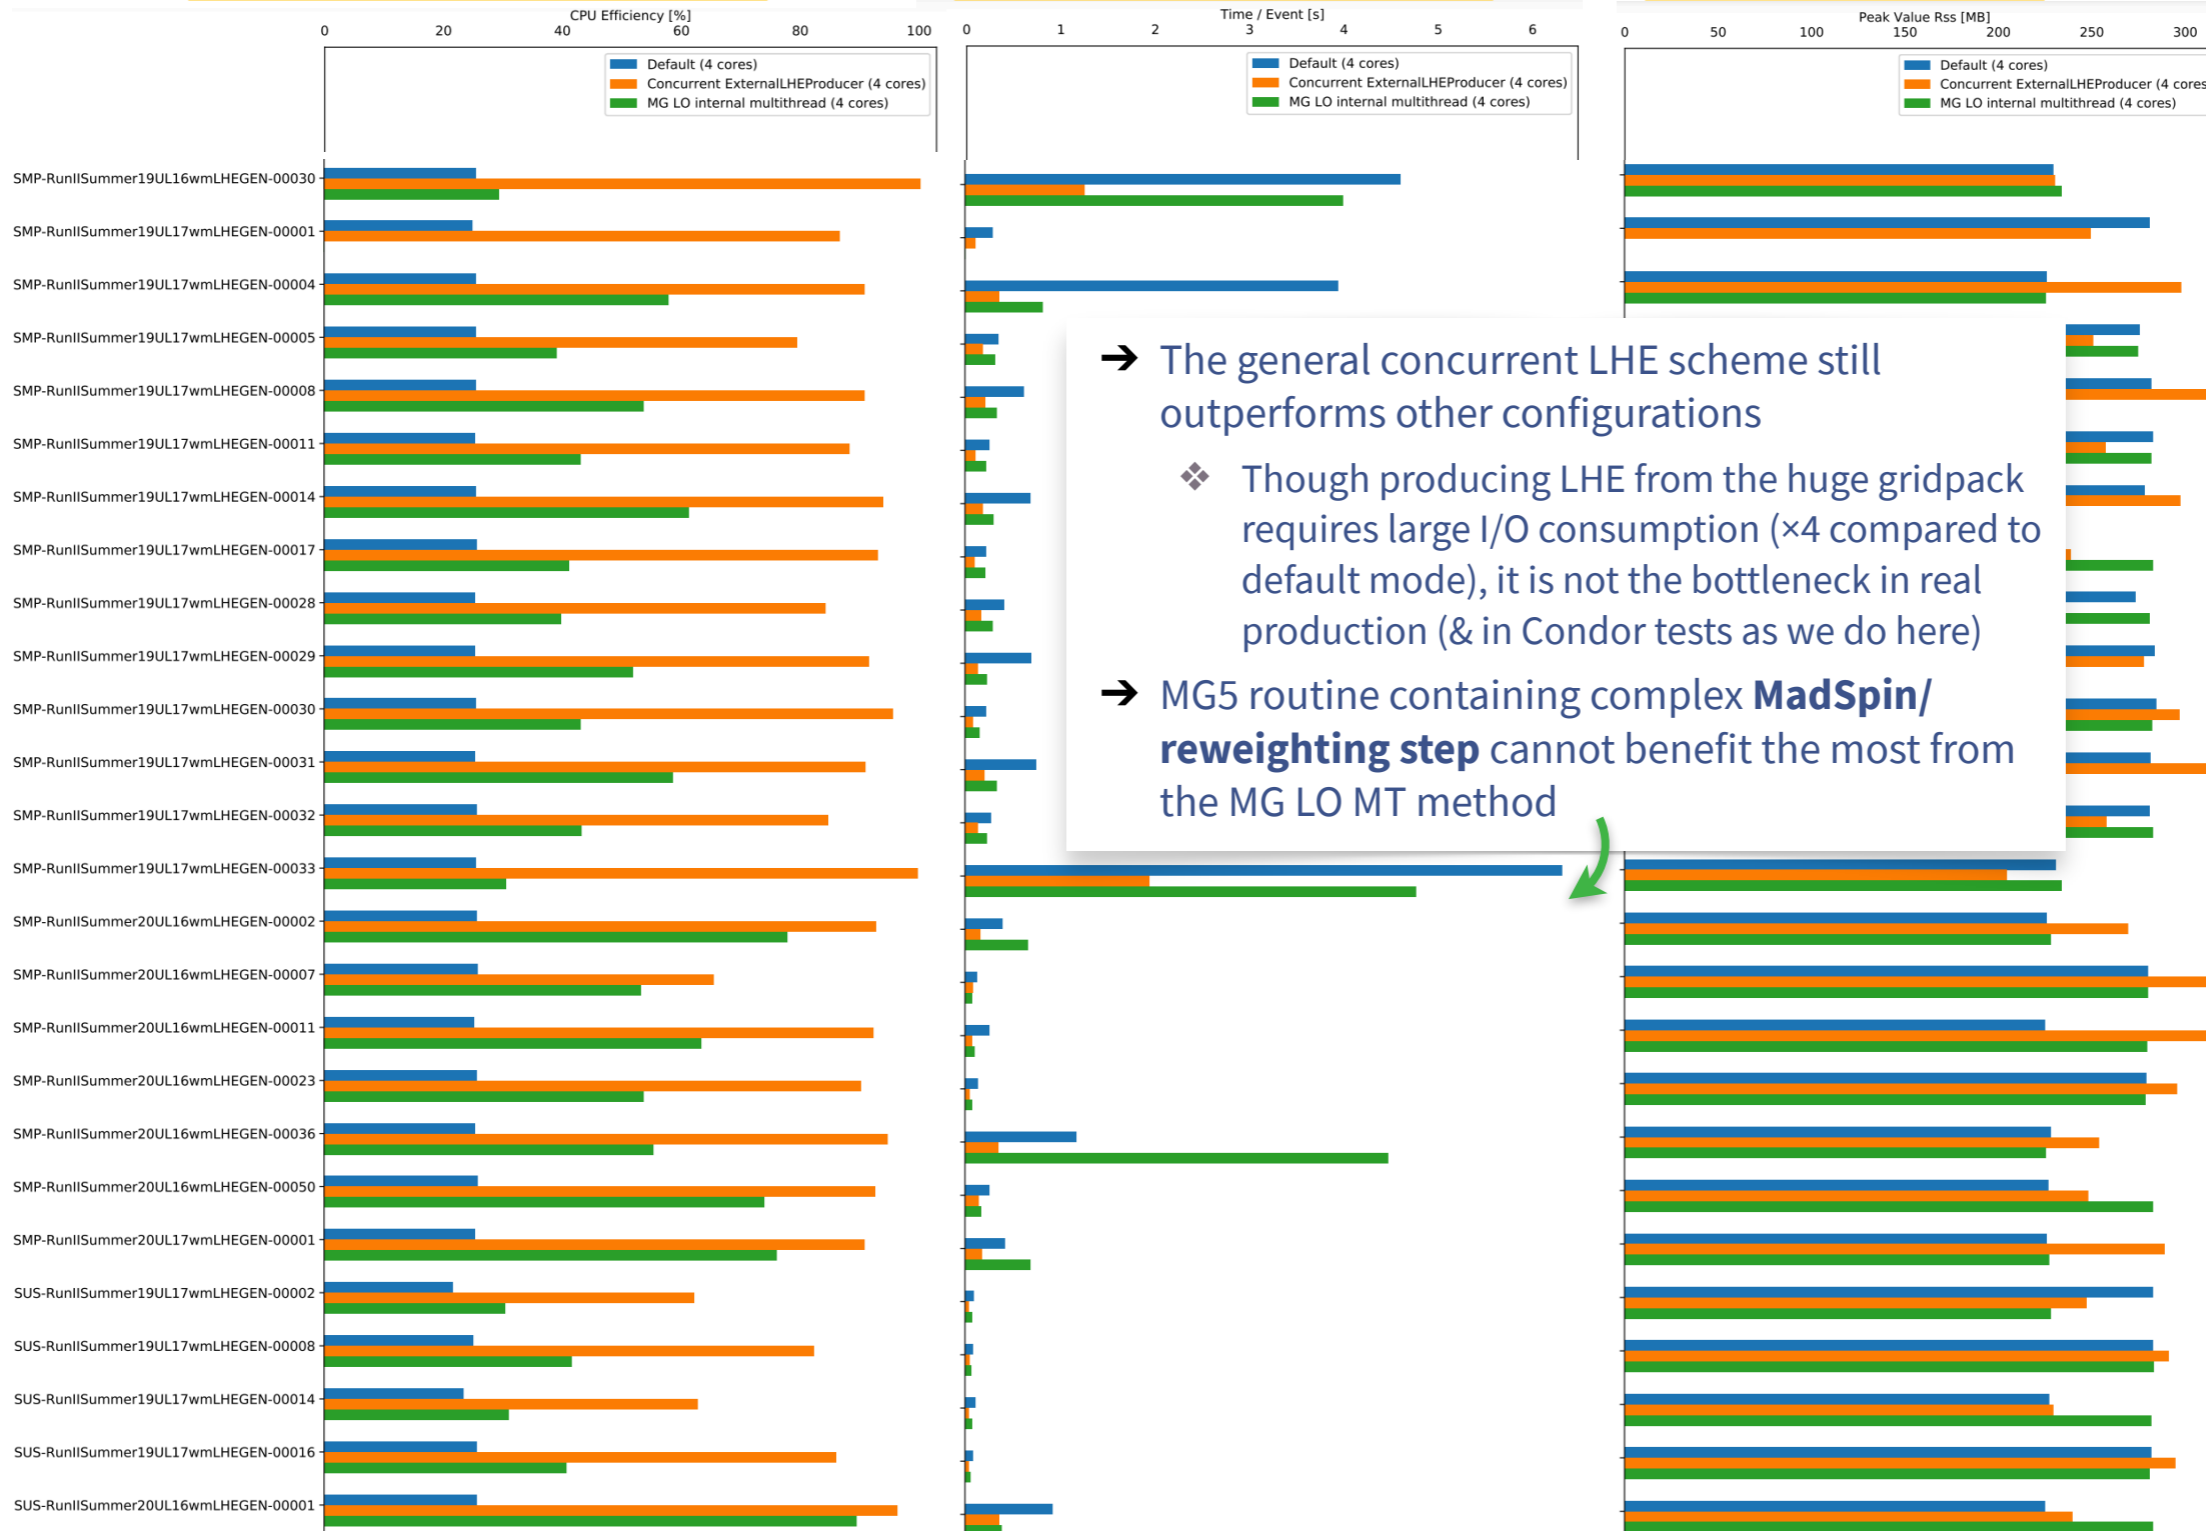 CPU Efficiency [%]
0 20 40 60 80 100
Default (4 cores)
Concurrent ExternalLHEProducer (4 cores)
MG LO internal multithread (4 cores)
Time / Event [s]
0 1 2 3 4 5 6
Default (4 cores)
Concurrent ExternalLHEProducer (4 cores)
MG LO internal multithread (4 cores)
Peak Value Rss [MB]
0 50 100 150 200 250 300
Default (4 cores)
Concurrent ExternalLHEProducer (4 cores
MG LO internal multithread (4 cores)
SMP-RunIISummer19UL16wmLHEGEN-00030
SMP-RunIISummer19UL17wmLHEGEN-00001
SMP-RunIISummer19UL17wmLHEGEN-00004
SMP-RunIISummer19UL17wmLHEGEN-00005
SMP-RunIISummer19UL17wmLHEGEN-00008
SMP-RunIISummer19UL17wmLHEGEN-00011
SMP-RunIISummer19UL17wmLHEGEN-00014
SMP-RunIISummer19UL17wmLHEGEN-00017
SMP-RunIISummer19UL17wmLHEGEN-00028
SMP-RunIISummer19UL17wmLHEGEN-00029
SMP-RunIISummer19UL17wmLHEGEN-00030
SMP-RunIISummer19UL17wmLHEGEN-00031
SMP-RunIISummer19UL17wmLHEGEN-00032
SMP-RunIISummer19UL17wmLHEGEN-00033
SMP-RunIISummer20UL16wmLHEGEN-00002
SMP-RunIISummer20UL16wmLHEGEN-00007
SMP-RunIISummer20UL16wmLHEGEN-00011
SMP-RunIISummer20UL16wmLHEGEN-00023
SMP-RunIISummer20UL16wmLHEGEN-00036
SMP-RunIISummer20UL16wmLHEGEN-00050
SMP-RunIISummer20UL17wmLHEGEN-00001
SUS-RunIISummer19UL17wmLHEGEN-00002
SUS-RunIISummer19UL17wmLHEGEN-00008
SUS-RunIISummer19UL17wmLHEGEN-00014
SUS-RunIISummer19UL17wmLHEGEN-00016
SUS-RunIISummer20UL16wmLHEGEN-00001
➔ The general concurrent LHE scheme still
outperforms other configurations
❖ Though producing LHE from the huge gridpack
requires large I/O consumption (×4 compared to
default mode), it is not the bottleneck in real
production (& in Condor tests as we do here)
➔ MG5 routine containing complex MadSpin/
reweighting step cannot benefit the most from
the MG LO MT method